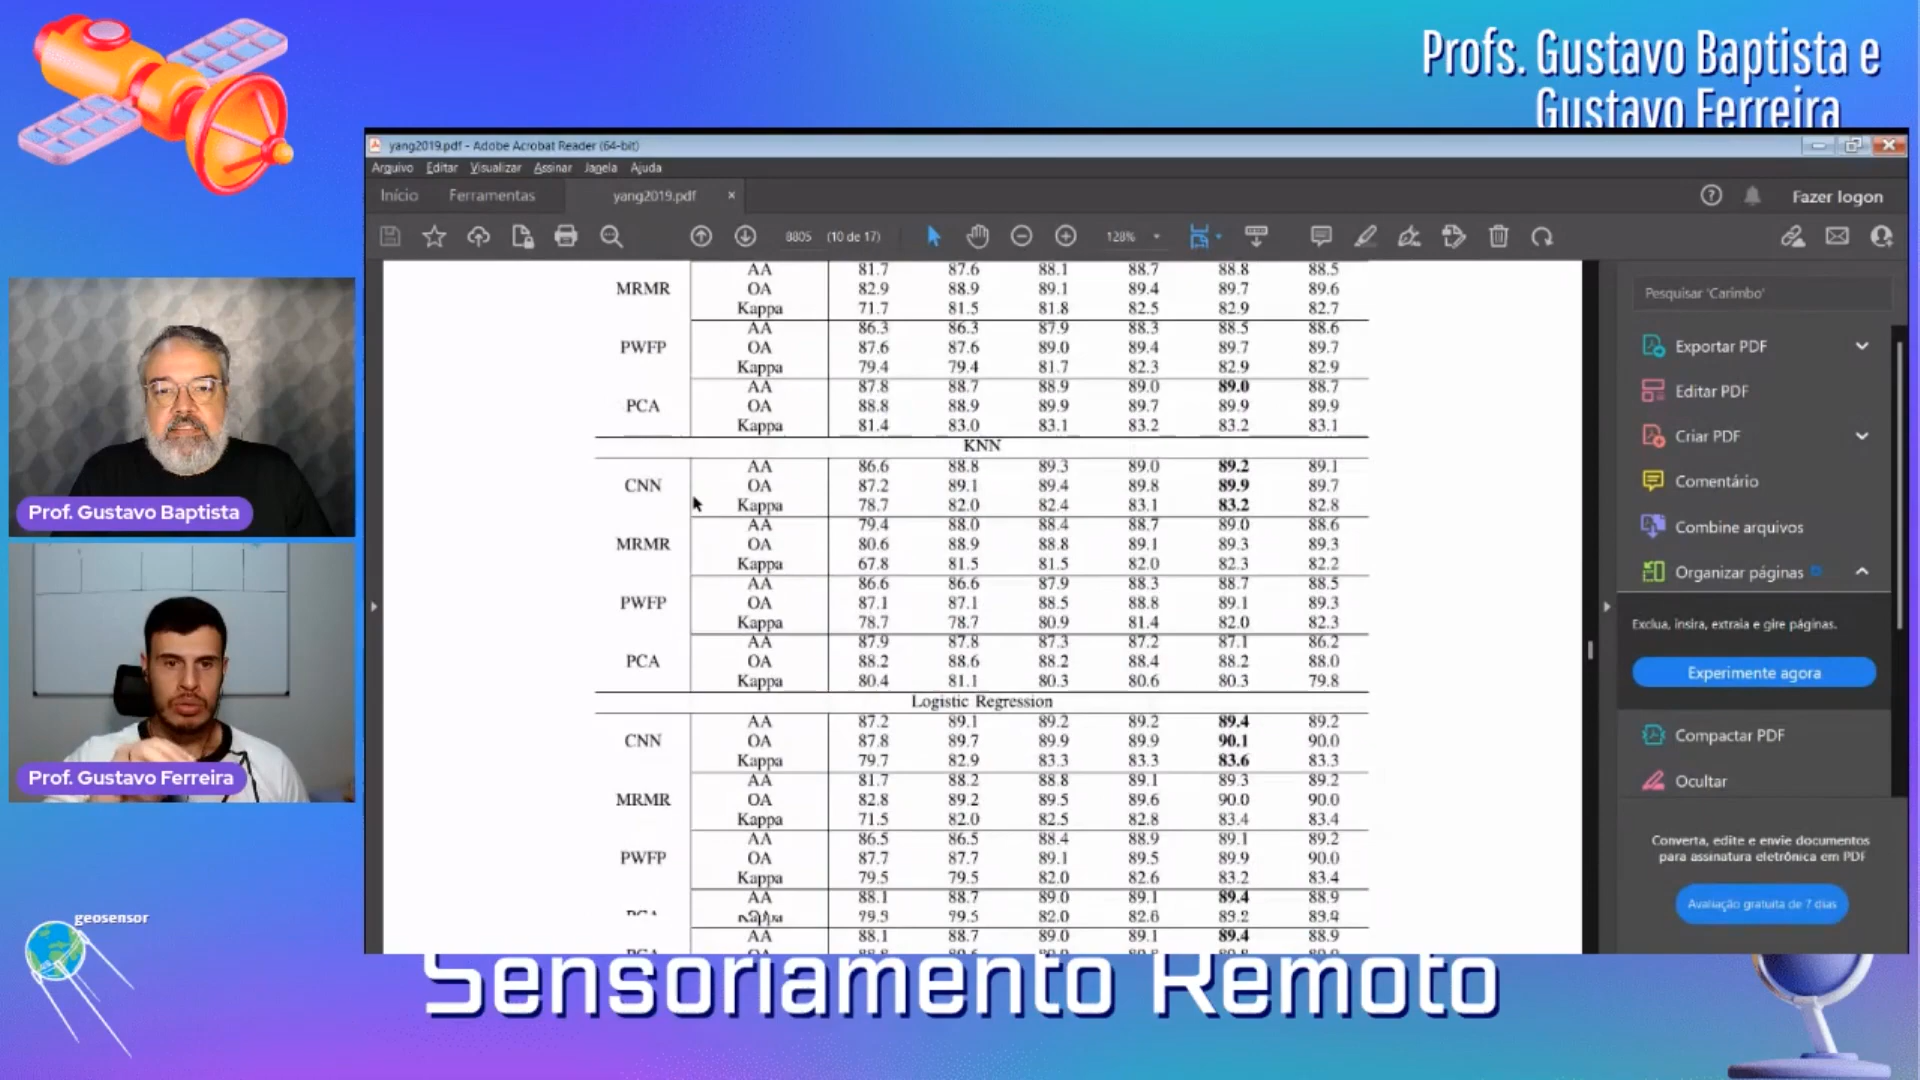 Profs. Gustavo Baptista e
Gustavo Ferreira
yang2019.pdf - Adobe Acrobat Reader (64-bit)
Arquivo Editar Visualizar Assinar Janela Ajuda
Início Ferramentas yang2019.pdf × Fazer logon
8805 (10 de 17) 128%
AA 81.7 87.6 88.1 88.7 88.8 88.5
MRMR OA 82.9 88.9 89.1 89.4 89.7 89.6
Kappa 71.7 81.5 81.8 82.5 82.9 82.7
AA 86.3 86.3 87.9 88.3 88.5 88.6
PWFP OA 87.6 87.6 89.0 89.4 89.7 89.7
Kappa 79.4 79.4 81.7 82.3 82.9 82.9
AA 87.8 88.7 88.9 89.0 89.0 88.7
PCA OA 88.8 88.9 89.9 89.7 89.9 89.9
Kappa 81.4 83.0 83.1 83.2 83.2 83.1
KNN
AA 86.6 88.8 89.3 89.0 89.2 89.1
CNN OA 87.2 89.1 89.4 89.8 89.9 89.7
Kappa 78.7 82.0 82.4 83.1 83.2 82.8
AA 79.4 88.0 88.4 88.7 89.0 88.6
MRMR OA 80.6 88.9 88.8 89.1 89.3 89.3
Kappa 67.8 81.5 81.5 82.0 82.3 82.2
AA 86.6 86.6 87.9 88.3 88.7 88.5
PWFP OA 87.1 87.1 88.5 88.8 89.1 89.3
Kappa 78.7 78.7 80.9 81.4 82.0 82.3
AA 87.9 87.8 87.3 87.2 87.1 86.2
PCA OA 88.2 88.6 88.2 88.4 88.2 88.0
Kappa 80.4 81.1 80.3 80.6 80.3 79.8
Logistic Regression
AA 87.2 89.1 89.2 89.2 89.4 89.2
CNN OA 87.8 89.7 89.9 89.9 90.1 90.0
Kappa 79.7 82.9 83.3 83.3 83.6 83.3
AA 81.7 88.2 88.8 89.1 89.3 89.2
MRMR OA 82.8 89.2 89.5 89.6 90.0 90.0
Kappa 71.5 82.0 82.5 82.8 83.4 83.4
AA 86.5 86.5 88.4 88.9 89.1 89.2
PWFP OA 87.7 87.7 89.1 89.5 89.9 90.0
Kappa 79.5 79.5 82.0 82.6 83.2 83.4
AA 88.1 88.7 89.0 89.1 89.4 88.9
AA 88.1 88.7 89.0 89.1 89.4 88.9
Pesquisar 'Carimbo'
Exportar PDF
Editar PDF
Criar PDF
Comentário
Combine arquivos
Organizar páginas
Exclua, insira, extraia e gire páginas.
Experimente agora
Compactar PDF
Ocultar
Converta, edite e envie documentos
para assinatura eletrônica em PDF
Avaliação gratuita de 7 dias
Prof. Gustavo Baptista
Prof. Gustavo Ferreira
geosensor
Sensoriamento Remoto